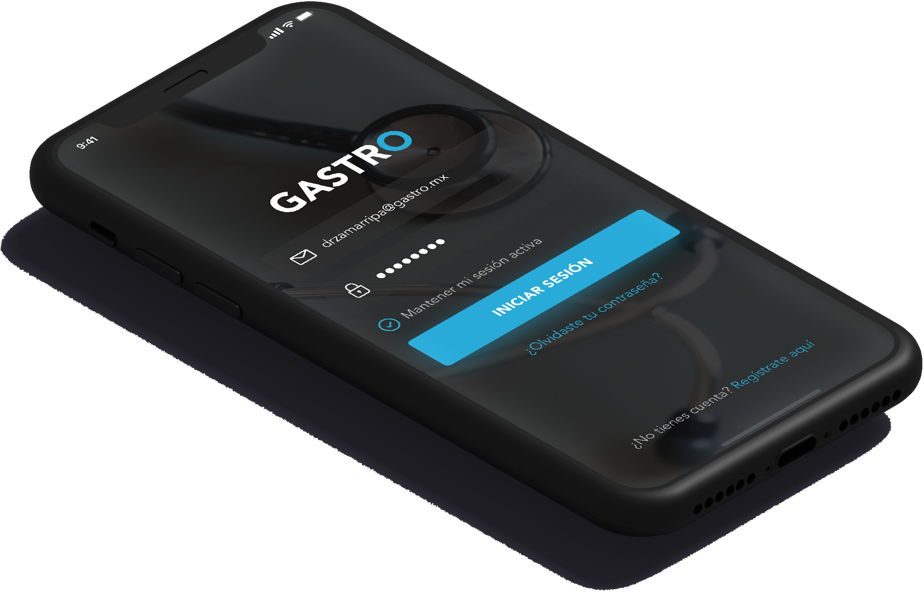 9:41
GASTRO
drzamarripa@gastro.mx
Mantener mi sesión activa
INICIAR SESIÓN
¿Olvidaste tu contraseña?
¿No tienes cuenta? Regístrate aquí